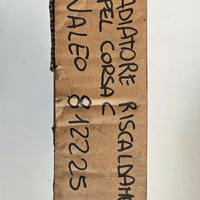 ADIATORE RISCALDAM
PEL CORSA C
VALEO 812225